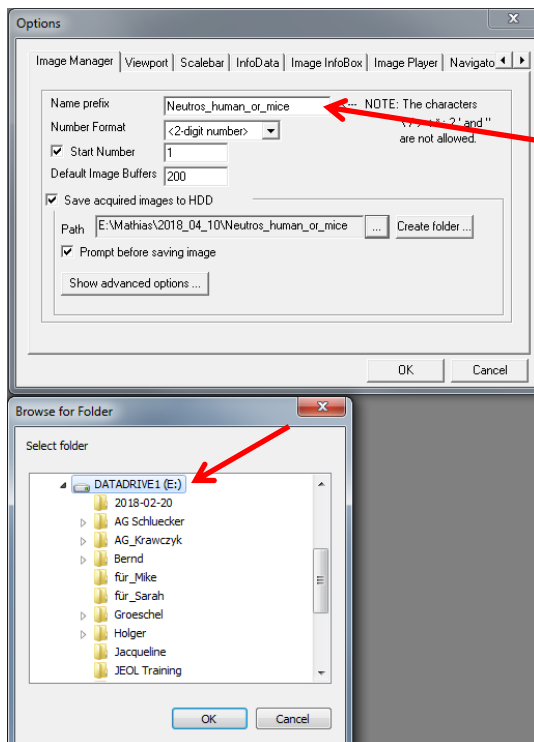 Options
Image Manager Viewport Scalebar InfoData Image InfoBox Image Player Navigato
Name prefix Neutros_human_or_mice NOTE: The characters
Number Format <2-digit number> ? ' and "
are not allowed.
Start Number 1
Default Image Buffers 200
Save acquired images to HDD
Path E:\Mathias\2018_04_10\Neutros_human_or_mice ... Create folder ...
Prompt before saving image
Show advanced options ...
OK Cancel
Browse for Folder
Select folder
DATADRIVE1 (E:)
2018-02-20
AG Schluecker
AG_Krawczyk
Bernd
für_Mike
für_Sarah
Groeschel
Holger
Jacqueline
JEOL Training
OK Cancel